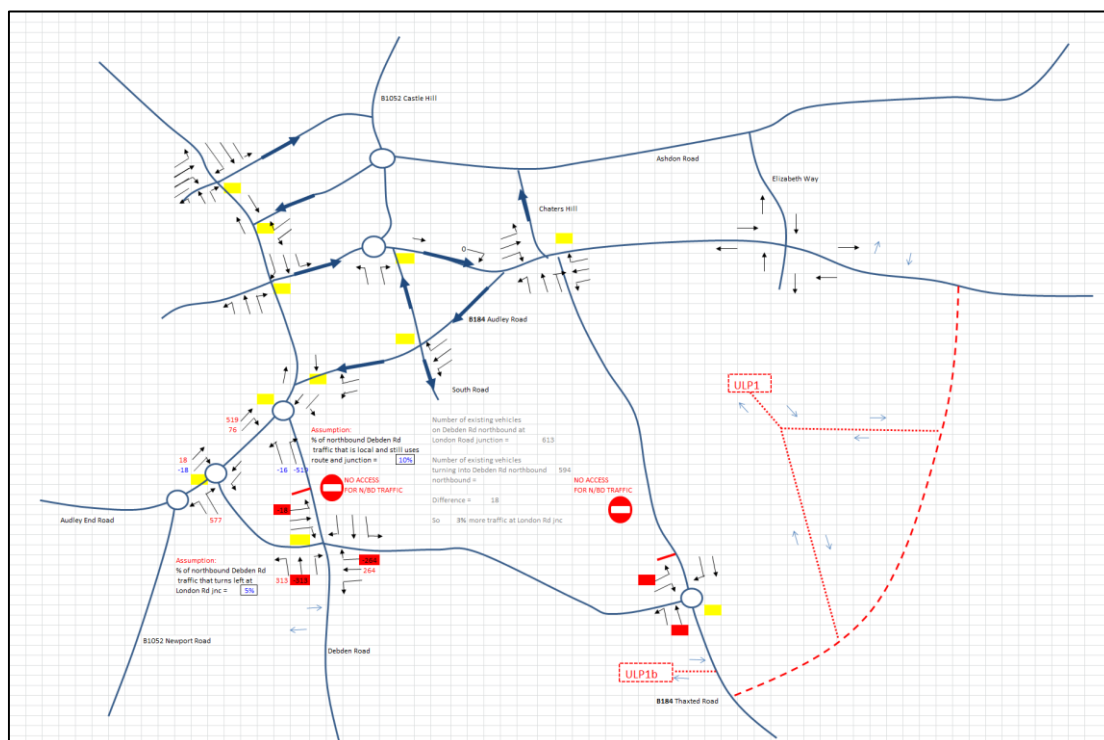 B1052 Castle Hill
Ashdon Road
Elizabeth Way
Chaters Hill
0
B184 Audley Road
South Road
ULP1
519
76
Assumption:
% of northbound Debden Rd
traffic that is local and still uses
route and junction = 10%
Number of existing vehicles
on Debden Rd northbound at
London Road junction = 613
Number of existing vehicles
turning into Debden Rd northbound 594
northbound =
Difference = 18
So 3% more traffic at London Rd jnc
18
-18
-16 -519
NO ACCESS
FOR N/BD TRAFFIC
NO ACCESS
FOR N/BD TRAFFIC
-18
577
Audley End Road
Assumption:
% of northbound Debden Rd
traffic that turns left at
London Rd jnc = 5%
313 -313
-264
264
B1052 Newport Road
Debden Road
ULP1b
B184 Thaxted Road